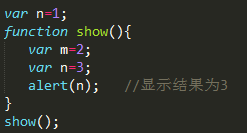 var n=1;
function show(){
    var m=2;
    var n=3;
    alert(n);    //显示结果为3
}
show();